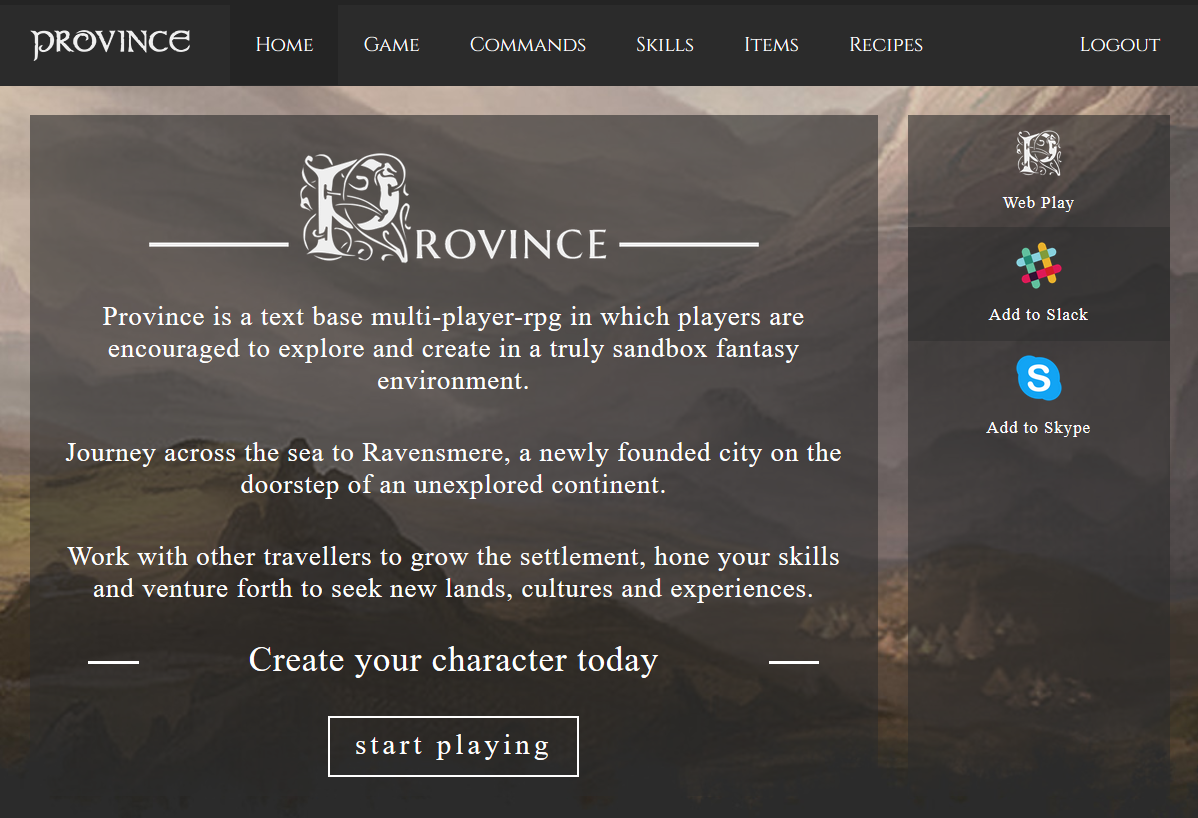 PROVINCE
Home
Game
Commands
Skills
Items
Recipes
Logout
PROVINCE
Province is a text base multi-player-rpg in which players are
encouraged to explore and create in a truly sandbox fantasy
environment.
Journey across the sea to Ravensmere, a newly founded city on the
doorstep of an unexplored continent.
Work with other travellers to grow the settlement, hone your skills
and venture forth to seek new lands, cultures and experiences.
Create your character today
start playing
P
Web Play
Add to Slack
S
Add to Skype